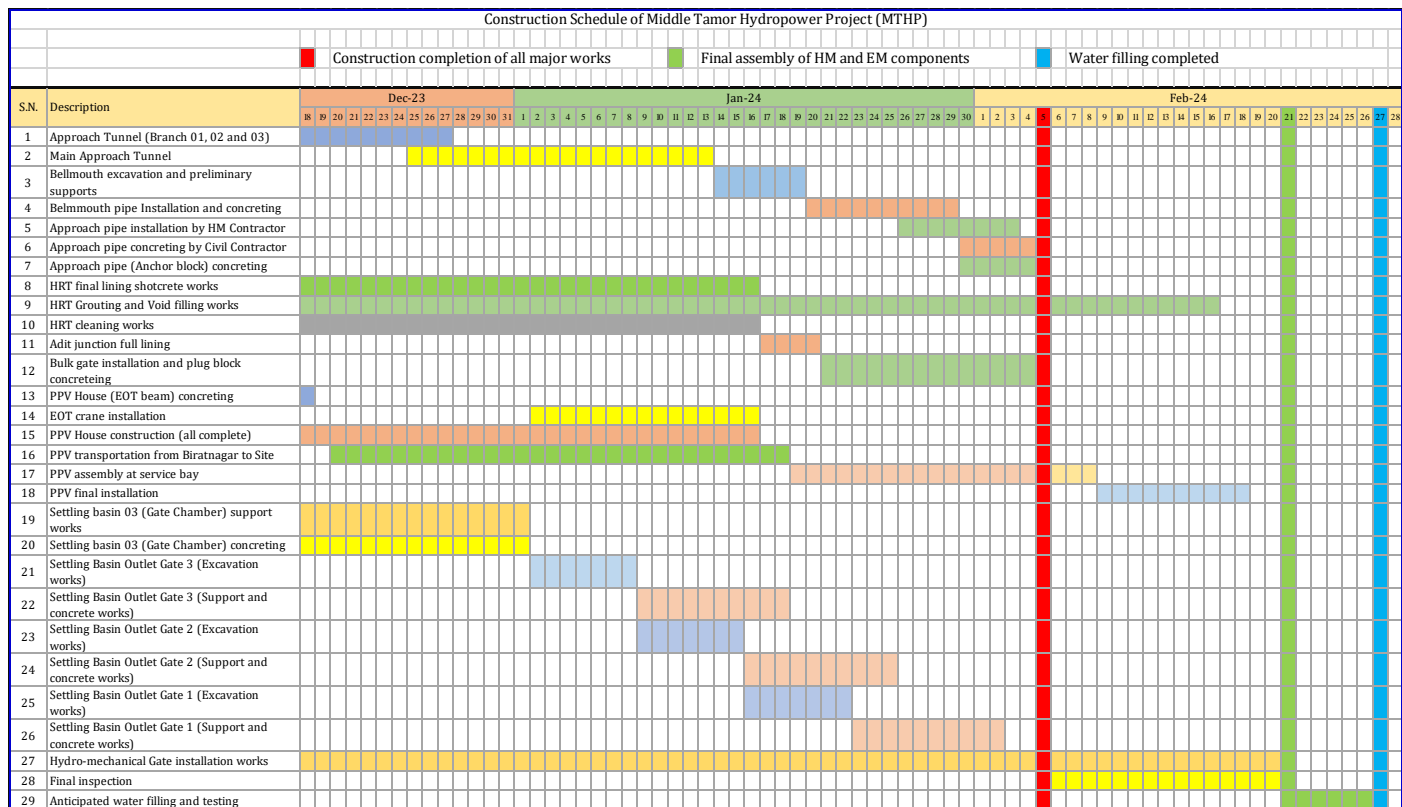 Construction Schedule of Middle Tamor Hydropower Project (MTHP)
Construction completion of all major works Final assembly of HM and EM components Water filling completed
S.N. Description Dec-23 Jan-24 Feb-24
18 19 20 21 22 23 24 25 26 27 28 29 30 31 1 2 3 4 5 6 7 8 9 10 11 12 13 14 15 16 17 18 19 20 21 22 23 24 25 26 27 28 29 30 1 2 3 4 5 6 7 8 9 10 11 12 13 14 15 16 17 18 19 20 21 22 23 24 25 26 27 28
1 Approach Tunnel (Branch 01, 02 and 03)
2 Main Approach Tunnel
3 Bellmouth excavation and preliminary
supports
4 Belmmouth pipe Installation and concreting
5 Approach pipe installation by HM Contractor
6 Approach pipe concreting by Civil Contractor
7 Approach pipe (Anchor block) concreting
8 HRT final lining shotcrete works
9 HRT Grouting and Void filling works
10 HRT cleaning works
11 Adit junction full lining
12 Bulk gate installation and plug block
concreteing
13 PPV House (EOT beam) concreting
14 EOT crane installation
15 PPV House construction (all complete)
16 PPV transportation from Biratnagar to Site
17 PPV assembly at service bay
18 PPV final installation
19 Settling basin 03 (Gate Chamber) support
works
20 Settling basin 03 (Gate Chamber) concreting
21 Settling Basin Outlet Gate 3 (Excavation
works)
22 Settling Basin Outlet Gate 3 (Support and
concrete works)
23 Settling Basin Outlet Gate 2 (Excavation
works)
24 Settling Basin Outlet Gate 2 (Support and
concrete works)
25 Settling Basin Outlet Gate 1 (Excavation
works)
26 Settling Basin Outlet Gate 1 (Support and
concrete works)
27 Hydro-mechanical Gate installation works
28 Final inspection
29 Anticipated water filling and testing